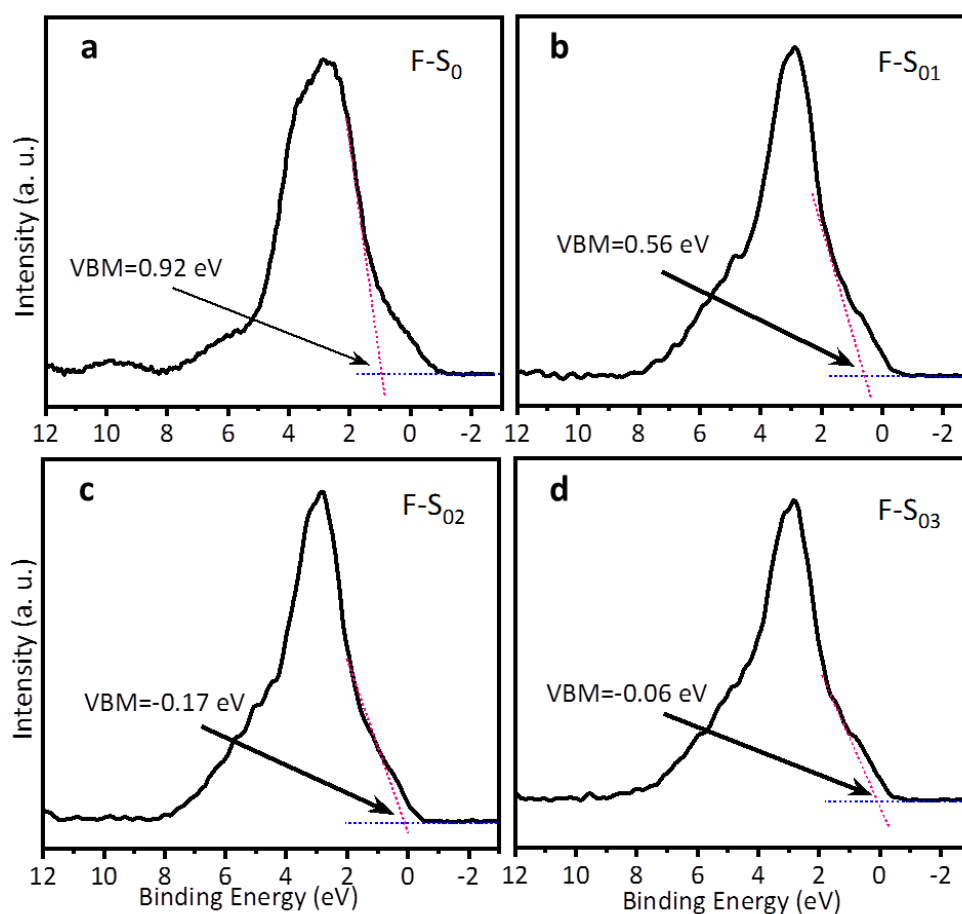 a
F-S₀
Intensity (a. u.)
VBM=0.92 eV
12 10 8 6 4 2 0 -2
b
F-S₀₁
VBM=0.56 eV
12 10 8 6 4 2 0 -2
c
F-S₀₂
Intensity (a. u.)
VBM=-0.17 eV
12 10 8 6 4 2 0 -2
Binding Energy (eV)
d
F-S₀₃
VBM=-0.06 eV
12 10 8 6 4 2 0 -2
Binding Energy (eV)